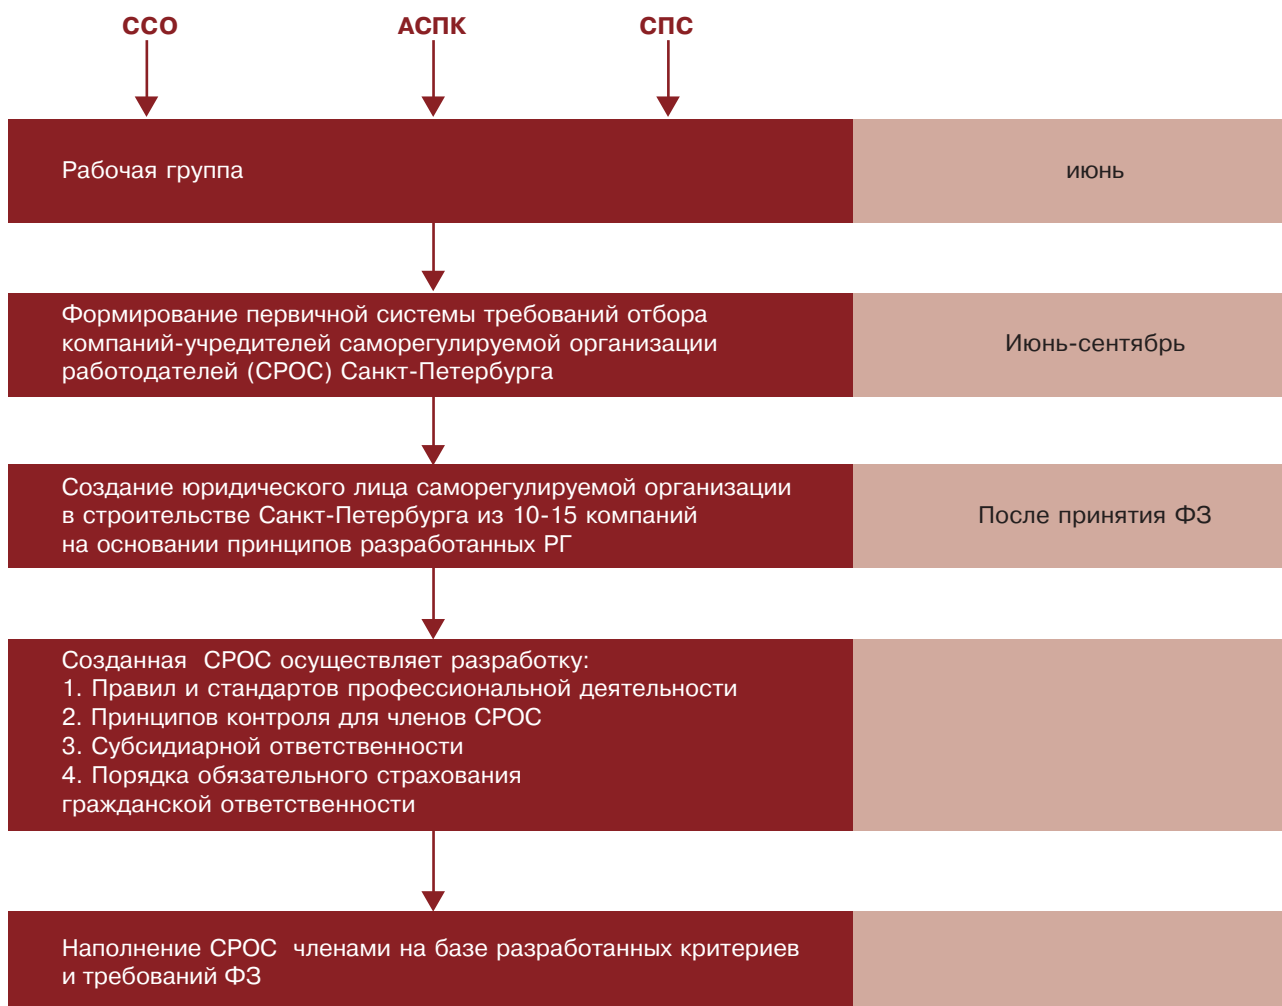 ССО АСПК СПС
Рабочая группа
июнь
Формирование первичной системы требований отбора
компаний-учредителей саморегулируемой организации
работодателей (СРОС) Санкт-Петербурга
Июнь-сентябрь
Создание юридического лица саморегулируемой организации
в строительстве Санкт-Петербурга из 10-15 компаний
на основании принципов разработанных РГ
После принятия ФЗ
Созданная СРОС осуществляет разработку:
1. Правил и стандартов профессиональной деятельности
2. Принципов контроля для членов СРОС
3. Субсидиарной ответственности
4. Порядка обязательного страхования
гражданской ответственности
Наполнение СРОС членами на базе разработанных критериев
и требований ФЗ